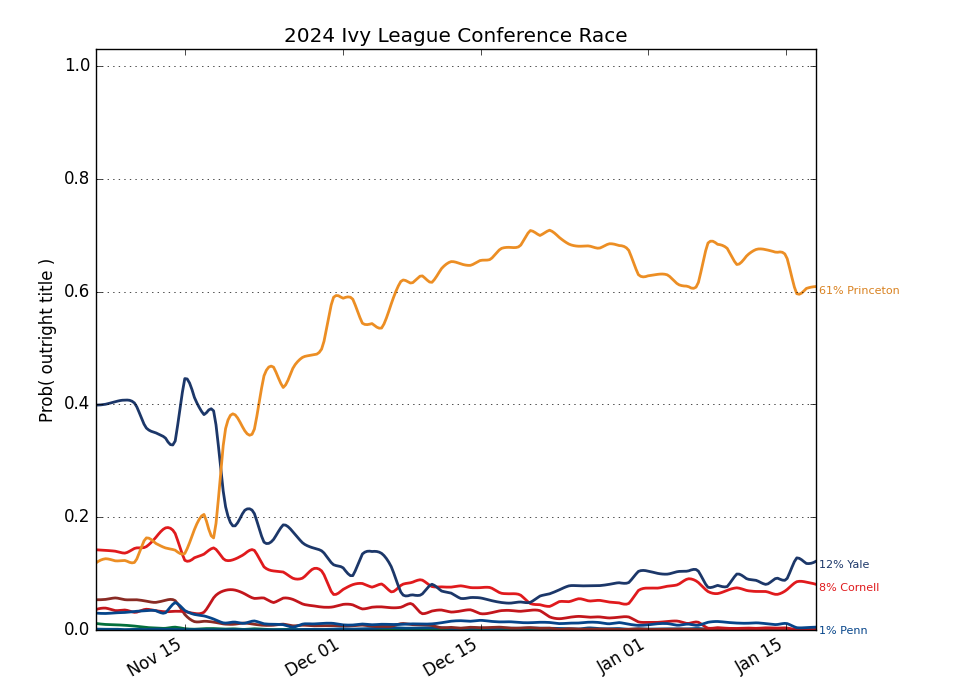 2024 Ivy League Conference Race
Prob( outright title )
1.0
0.8
0.6
0.4
0.2
0.0
61% Princeton
12% Yale
8% Cornell
1% Penn
Nov 15
Dec 01
Dec 15
Jan 01
Jan 15